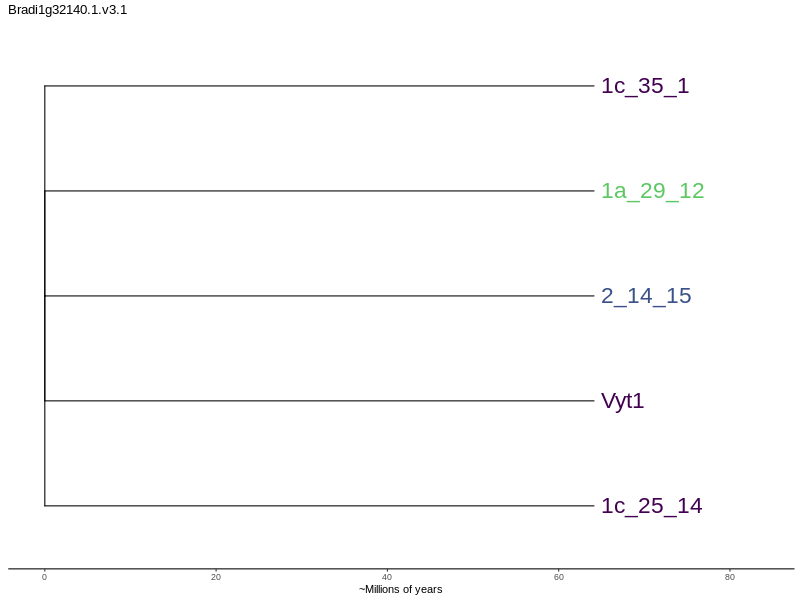 Bradi1g32140.1.v3.1
1c_35_1
1a_29_12
2_14_15
Vyt1
1c_25_14
0 20 40 60 80
~Millions of years